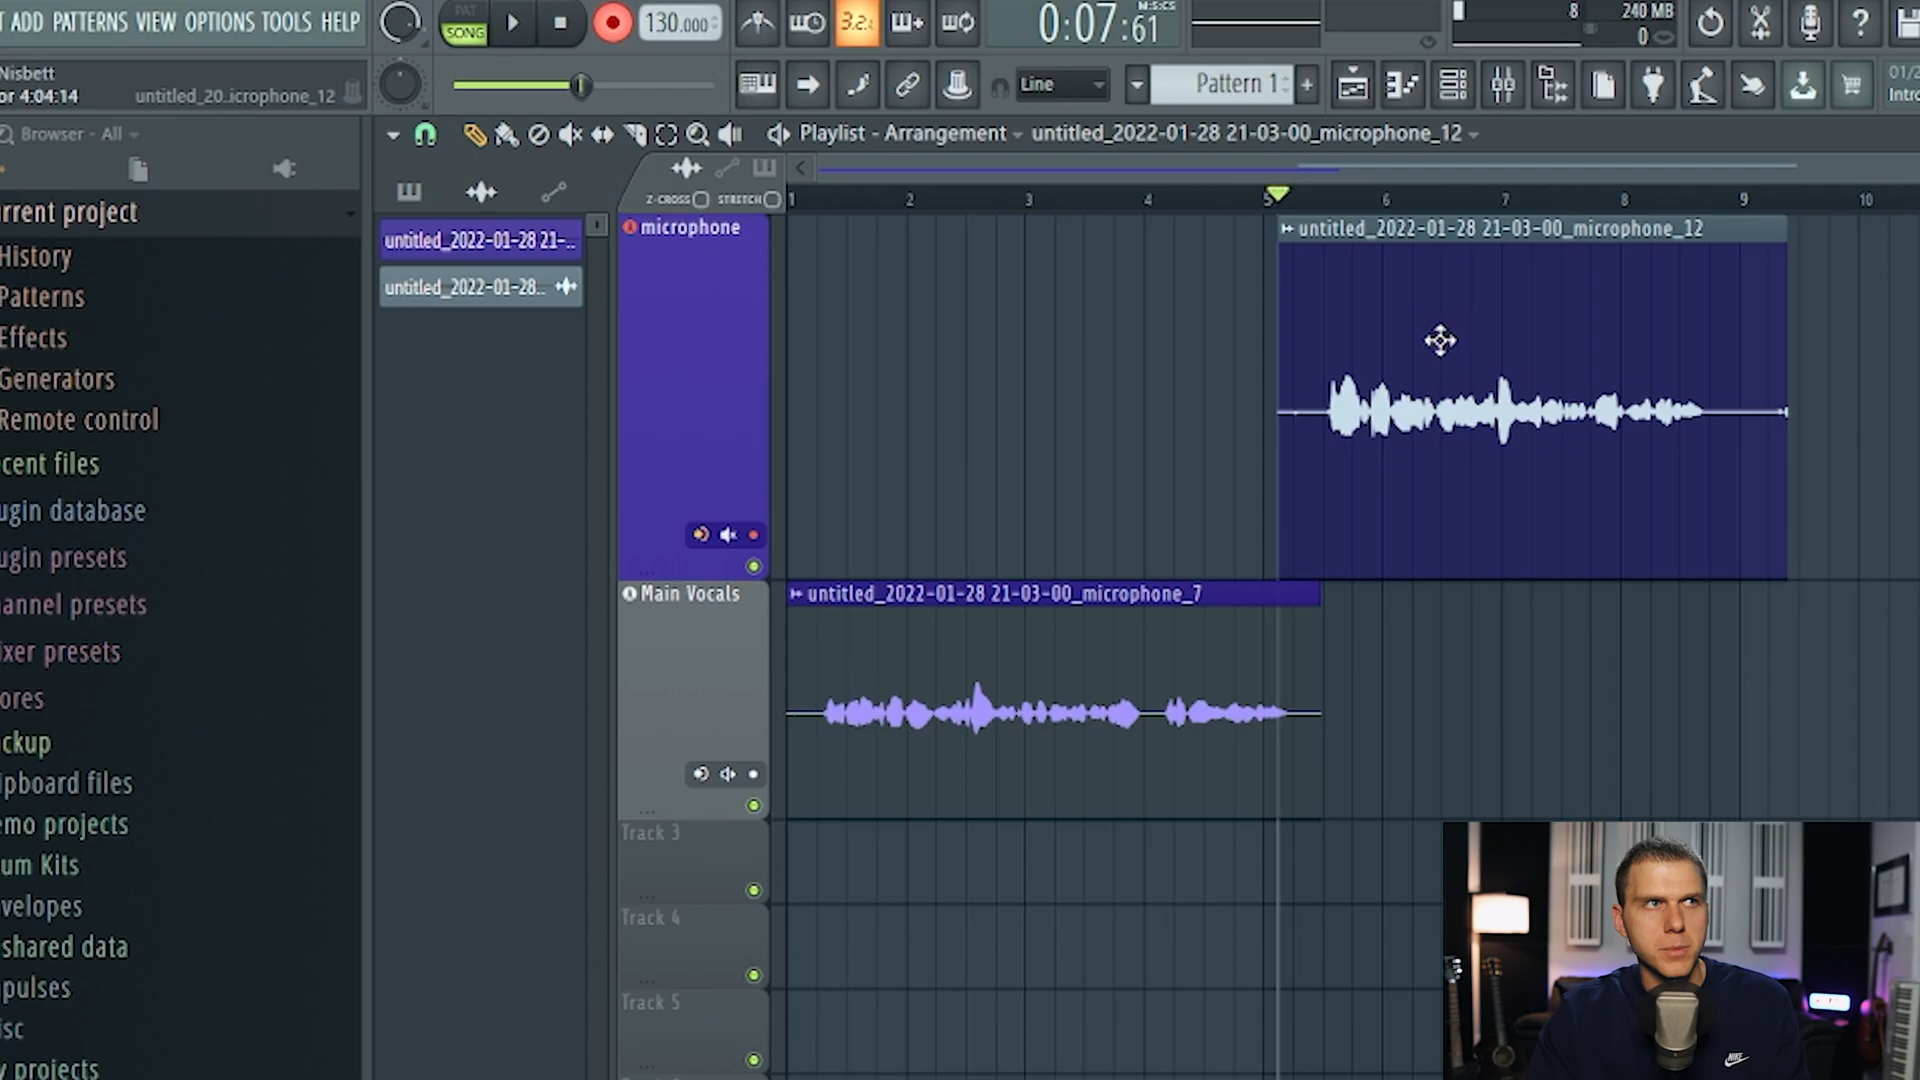 T ADD PATTERNS VIEW OPTIONS TOOLS HELP
PAT
SONG
130.000
3.2.
0:07:61
M:S:CS
8
240 MB
0
Nisbett
or 4:04:14
untitled_20..icrophone_12
Line
Pattern 1
+
01/2
Intro
Browser - All
Playlist - Arrangement
untitled_2022-01-28 21-03-00_microphone_12
Z-CROSS
STRETCH
1 2 3 4 5 6 7 8 9 10
rrent project
History
Patterns
Effects
Generators
Remote control
cent files
ugin database
ugin presets
annel presets
ixer presets
ores
ckup
ipboard files
emo projects
um Kits
velopes
shared data
pulses
isc
y projects
untitled_2022-01-28 21-..
untitled_2022-01-28..
microphone
untitled_2022-01-28 21-03-00_microphone_12
Main Vocals
untitled_2022-01-28 21-03-00_microphone_7
Track 3
Track 4
Track 5
NIKE